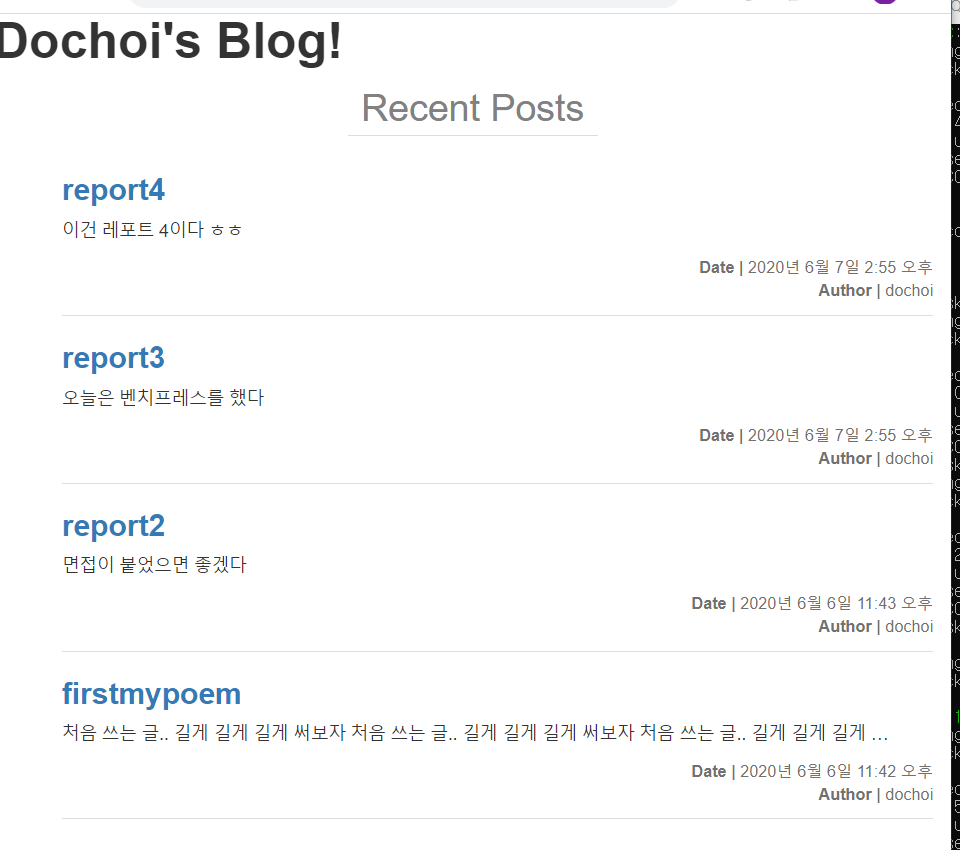 Dochoi's Blog!
Recent Posts
report4
이건 레포트 4이다 ㅎㅎ
Date | 2020년 6월 7일 2:55 오후
Author | dochoi
report3
오늘은 벤치프레스를 했다
Date | 2020년 6월 7일 2:55 오후
Author | dochoi
report2
면접이 붙었으면 좋겠다
Date | 2020년 6월 6일 11:43 오후
Author | dochoi
firstmypoem
처음 쓰는 글.. 길게 길게 길게 써보자 처음 쓰는 글.. 길게 길게 길게 써보자 처음 쓰는 글.. 길게 길게 길게 …
Date | 2020년 6월 6일 11:42 오후
Author | dochoi